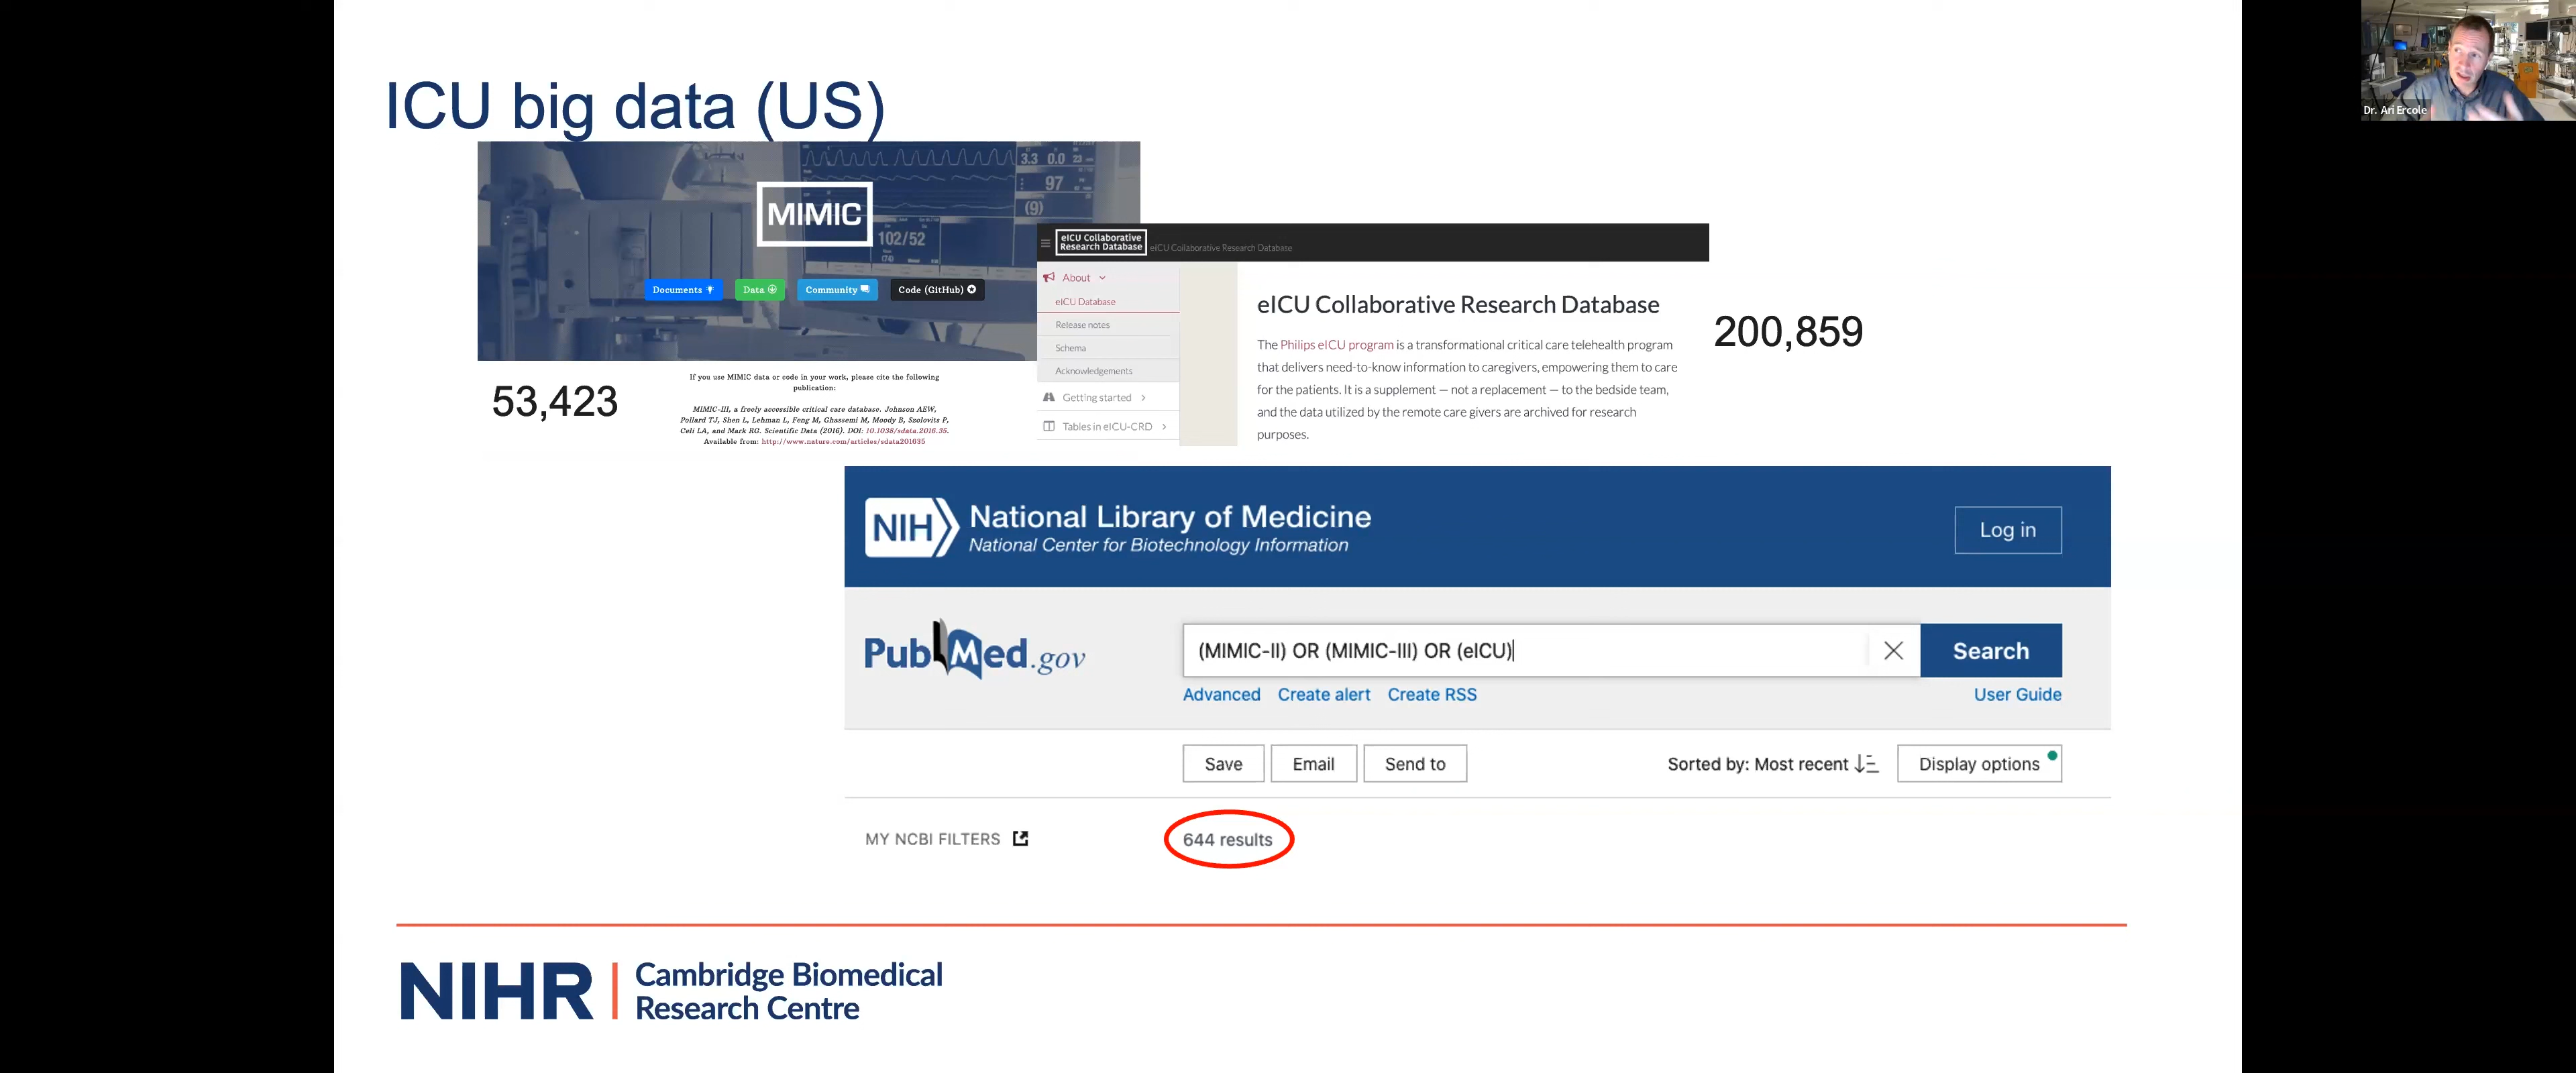 ICU big data (US)
Dr. Ari Ercole
3.3 0.0 23
97
(9)
MIMIC
102/52
(74)
Documents
Data
Community
Code (GitHub)
53,423
If you use MIMIC data or code in your work, please cite the following
publication:
MIMIC-III, a freely accessible critical care database. Johnson AEW,
Pollard TJ, Shen L, Lehman L, Feng M, Ghassemi M, Moody B, Szolovits P,
Celi LA, and Mark RG. Scientific Data (2016). DOI: 10.1038/sdata.2016.35.
Available from: http://www.nature.com/articles/sdata201635
eICU Collaborative
Research Database
eICU Collaborative Research Database
About
eICU Database
Release notes
Schema
Acknowledgements
Getting started
Tables in eICU-CRD
eICU Collaborative Research Database
The Philips eICU program is a transformational critical care telehealth program
that delivers need-to-know information to caregivers, empowering them to care
for the patients. It is a supplement — not a replacement — to the bedside team,
and the data utilized by the remote care givers are archived for research
purposes.
200,859
NIH
National Library of Medicine
National Center for Biotechnology Information
Log in
PubMed.gov
(MIMIC-II) OR (MIMIC-III) OR (eICU)
Search
Advanced Create alert Create RSS
User Guide
Save Email Send to
Sorted by: Most recent
Display options
MY NCBI FILTERS
644 results
NIHR
Cambridge Biomedical
Research Centre